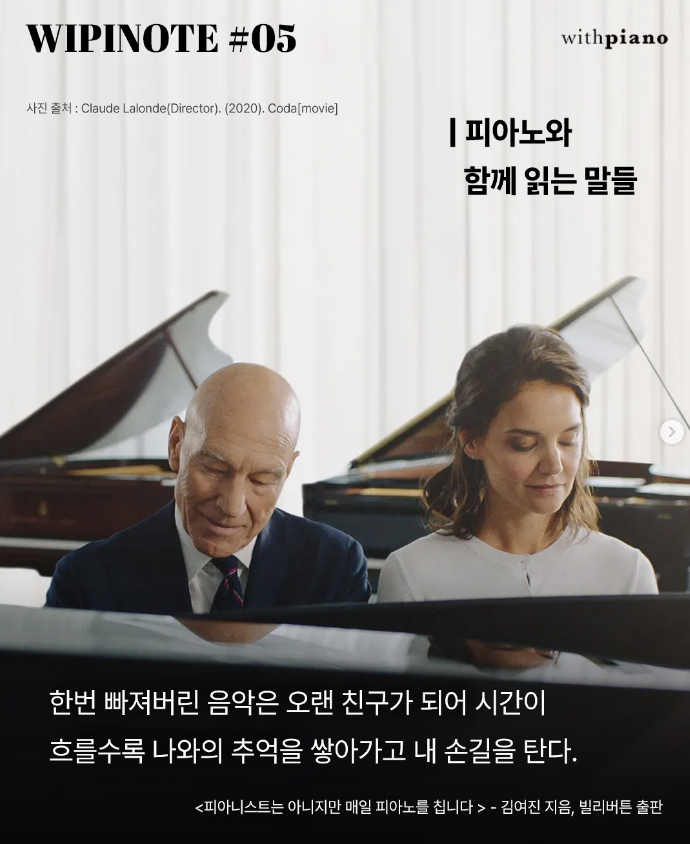 WIPINOTE #05
withpiano
사진 출처 : Claude Lalonde(Director). (2020). Coda[movie]
피아노와
함께 읽는 말들
한번 빠져버린 음악은 오랜 친구가 되어 시간이
흐를수록 나와의 추억을 쌓아가고 내 손길을 탄다.
<피아니스트는 아니지만 매일 피아노를 칩니다 > - 김여진 지음, 빌리버튼 출판